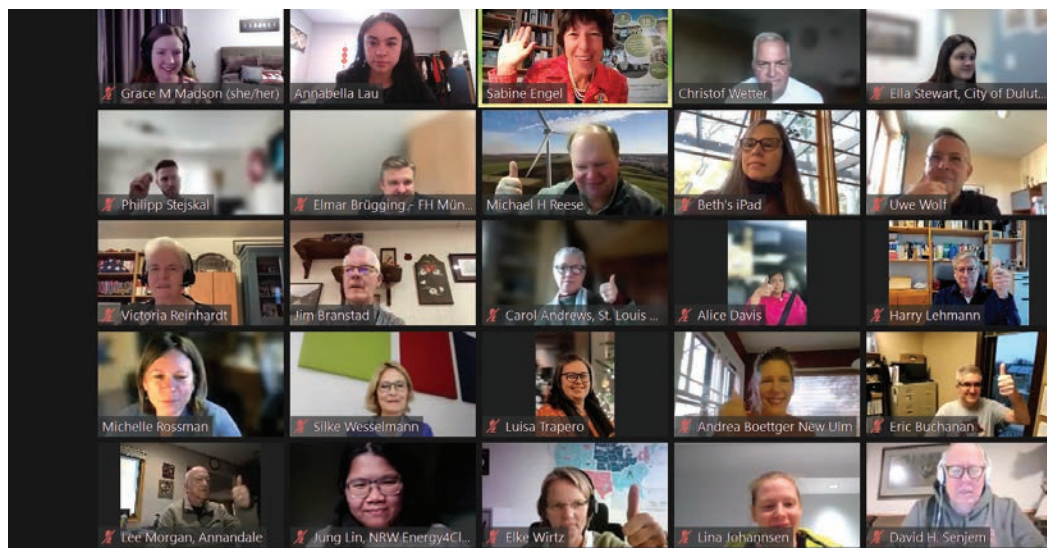 Grace M Madson (she/her)
Annabella Lau
Sabine Engel
Christof Wetter
Ella Stewart, City of Dulut...
Philipp Stejskal
Elmar Brügging - FH Mün...
Michael H Reese
Beth's iPad
Uwe Wolf
Victoria Reinhardt
Jim Branstad
Carol Andrews, St. Louis ...
Alice Davis
Harry Lehmann
Michelle Rossman
Silke Wesselmann
Luisa Trapero
Andrea Boettger New Ulm
Eric Buchanan
Lee Morgan, Annandale
Jung Lin, NRW.Energy4Cl...
Elke Wirtz
Lina Johannsen
David H. Senjem